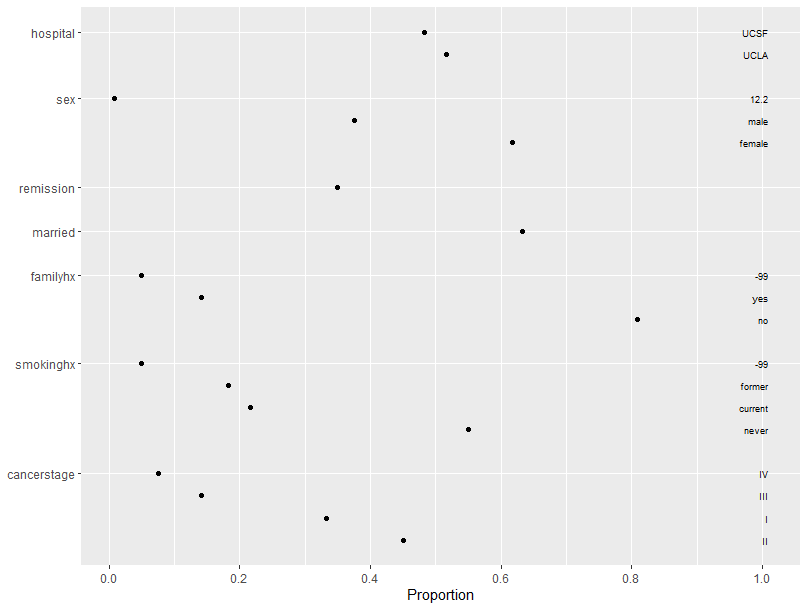 hospital UCSF
UCLA
sex 12.2
male
female
remission
married
familyhx -99
yes
no
smokinghx -99
former
current
never
cancerstage IV
III
I
II
0.0 0.2 0.4 0.6 0.8 1.0
Proportion